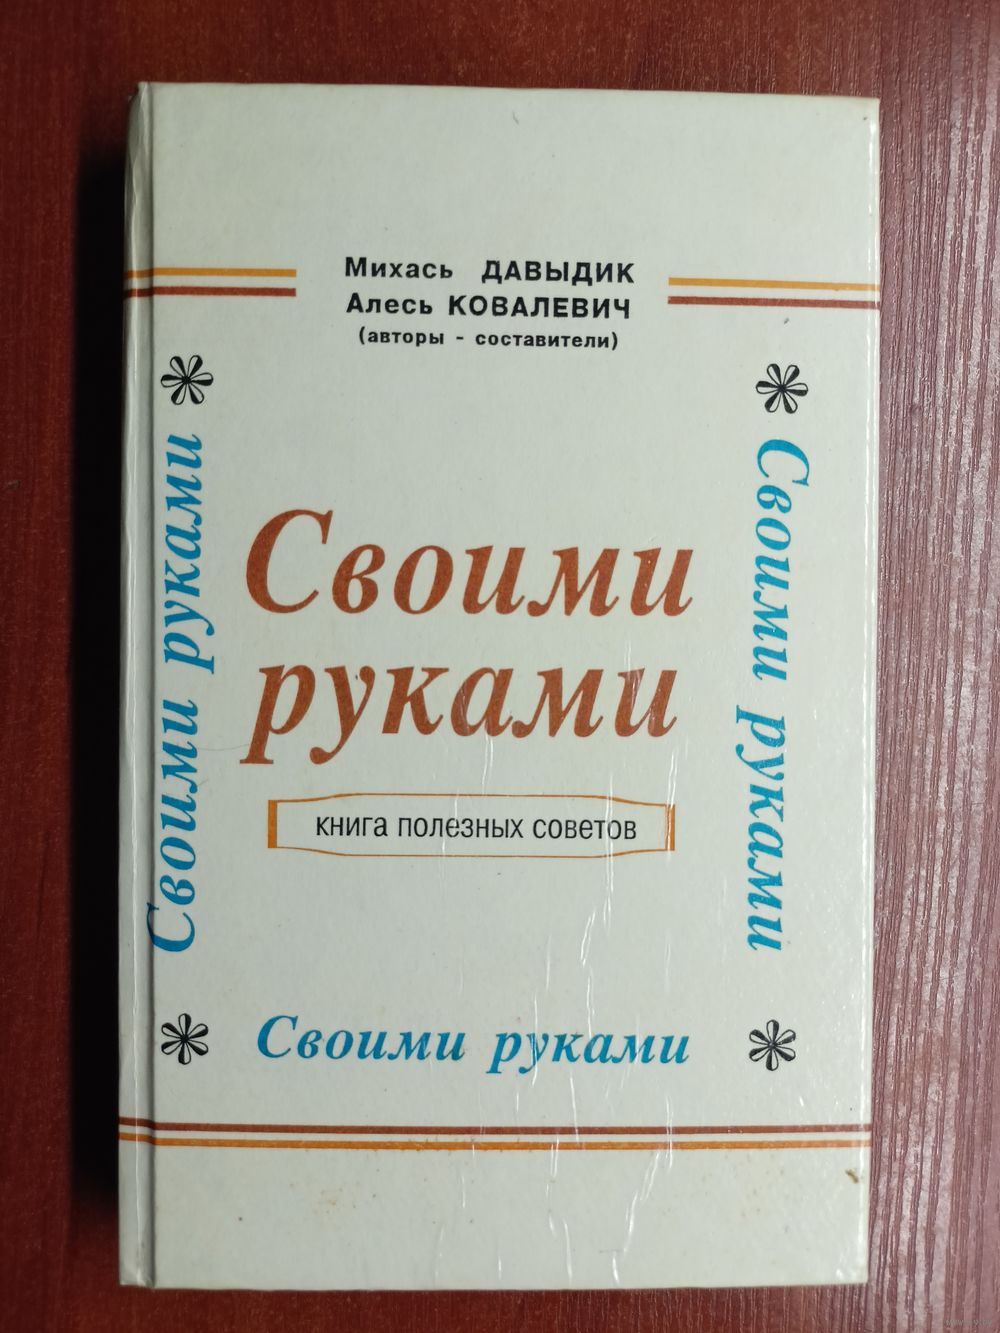 Михась ДАВЫДИК
Алесь КОВАЛЕВИЧ
(авторы - составители)
Своими руками
Своими руками
Своими
руками
книга полезных советов
Своими руками